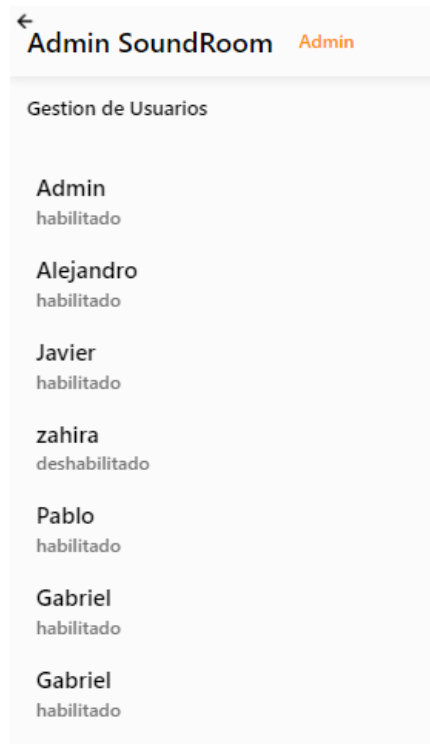 Admin SoundRoom Admin
Gestion de Usuarios
Admin
habilitado
Alejandro
habilitado
Javier
habilitado
zahira
deshabilitado
Pablo
habilitado
Gabriel
habilitado
Gabriel
habilitado